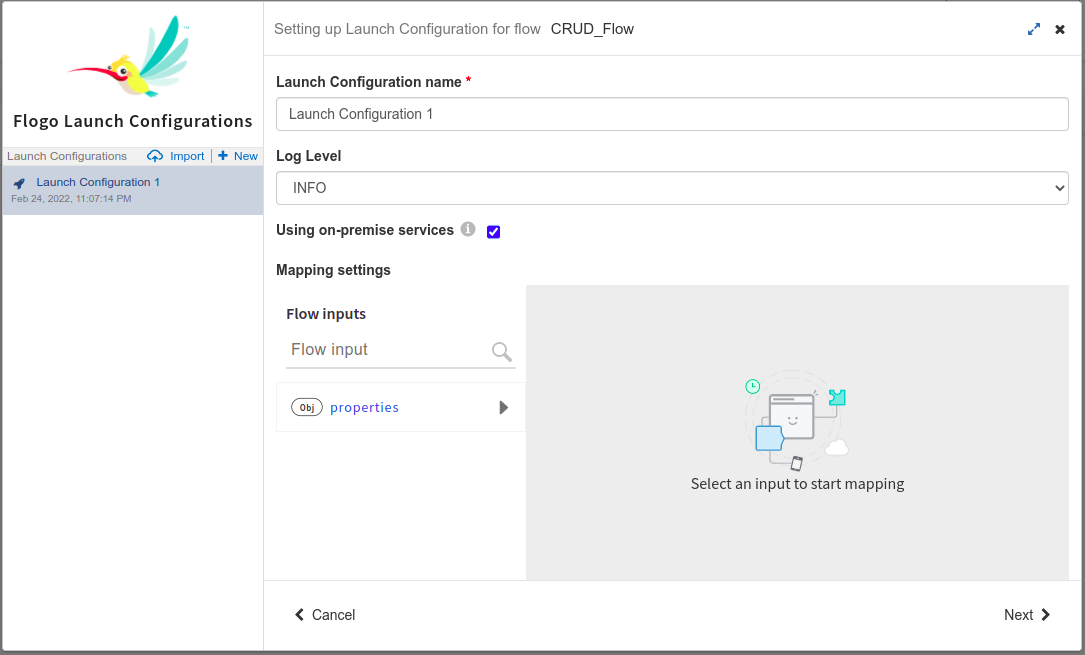 ™
Flogo Launch Configurations
Launch Configurations Import New
Launch Configuration 1
Feb 24, 2022, 11:07:14 PM
Setting up Launch Configuration for flow CRUD_Flow
Launch Configuration name *
Launch Configuration 1
Log Level
INFO
Using on-premise services
Mapping settings
Flow inputs
Flow input
Obj properties
Select an input to start mapping
Cancel
Next